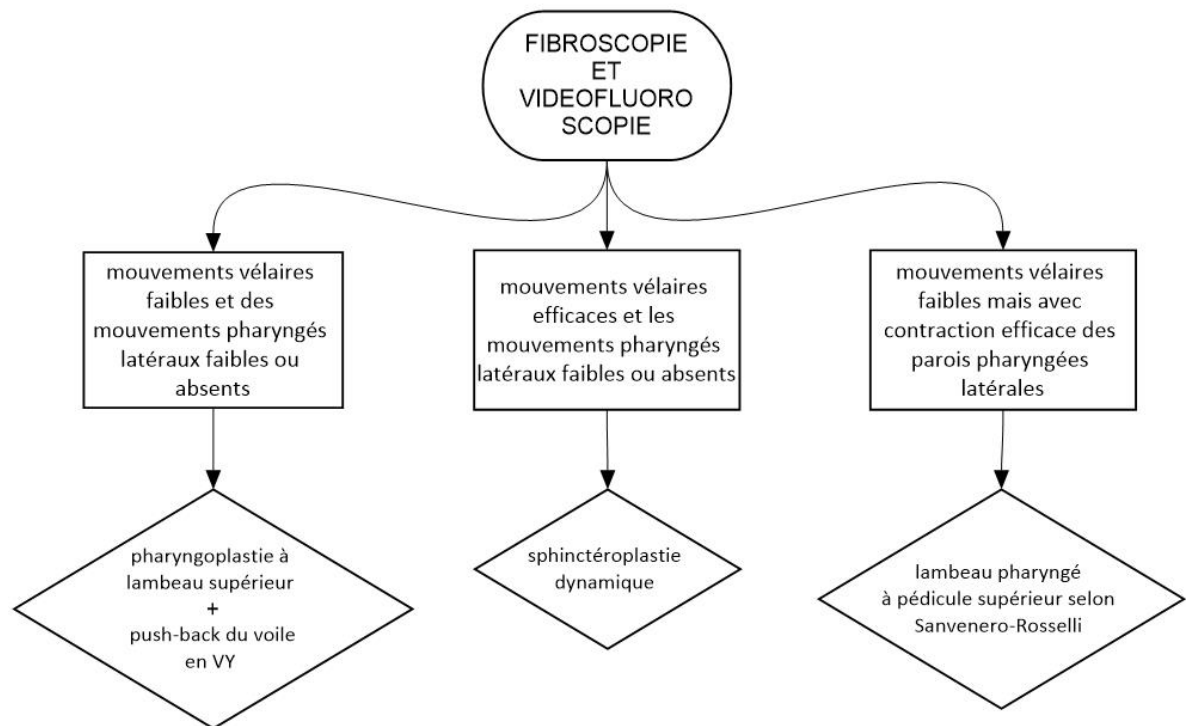 FIBROSCOPIE
ET
VIDEOFLUORO
SCOPIE
mouvements vélaires
faibles et des
mouvements pharyngés
latéraux faibles ou
absents
mouvements vélaires
efficaces et les
mouvements pharyngés
latéraux faibles ou absents
mouvements vélaires
faibles mais avec
contraction efficace des
parois pharyngées
latérales
pharyngoplastie à
lambeau supérieur
+
push-back du voile
en VY
sphinctéroplastie
dynamique
lambeau pharyngé
à pédicule supérieur selon
Sanvenero-Rosselli